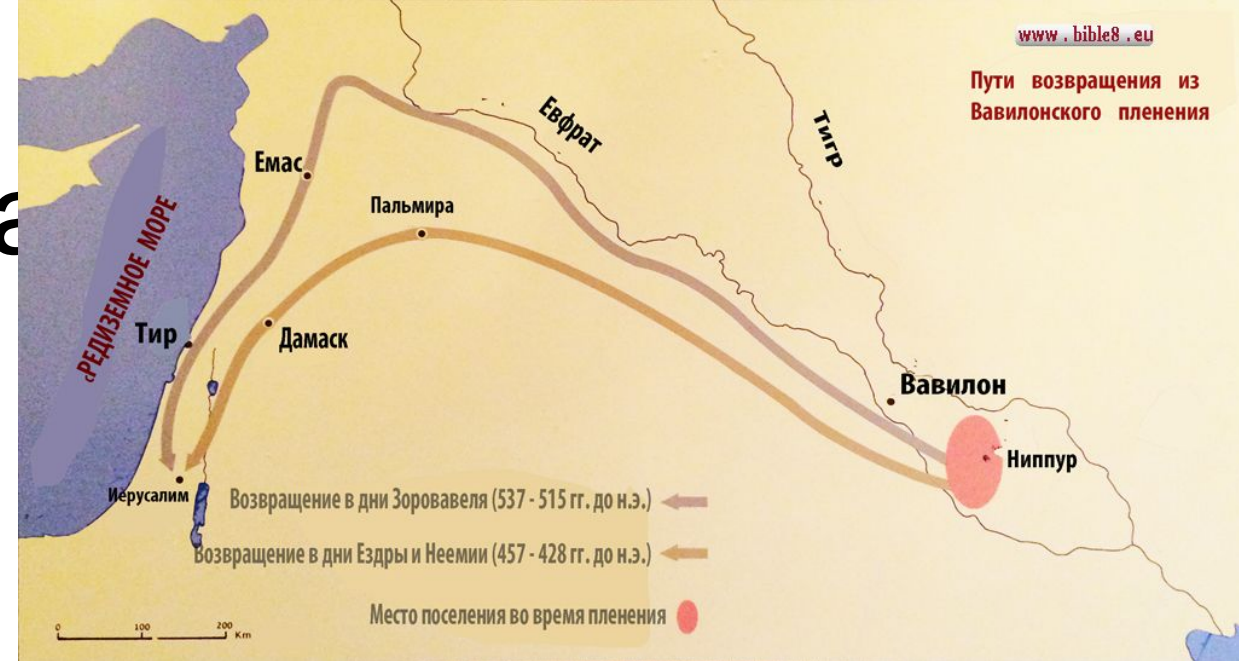 www . bible8 . eu
Пути возвращения из
Вавилонского пленения
Евфрат
Тигр
Емас
Пальмира
а
сРЕДИЗЕМНОЕ МОРЕ
Тир
Дамаск
Вавилон
Ниппур
Иерусалим
Возвращение в дни Зоровавеля (537 - 515 гг. до н.э.)
Возвращение в дни Ездры и Неемии (457 - 428 гг. до н.э.)
Место поселения во время пленения
0 100 200 Km